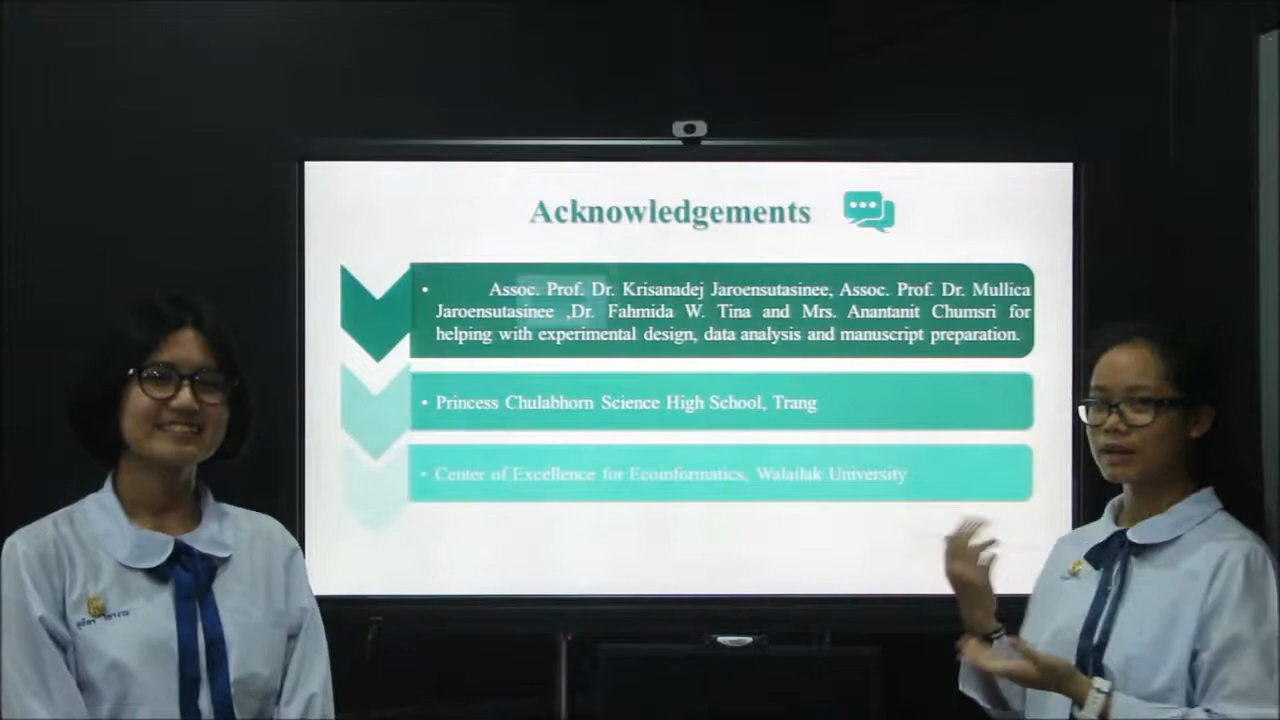 Acknowledgements
• Assoc. Prof. Dr. Krisanadej Jaroensutasinee, Assoc. Prof. Dr. Mullica
Jaroensutasinee ,Dr. Fahmida W. Tina and Mrs. Anantanit Chumsri for
helping with experimental design, data analysis and manuscript preparation.
• Princess Chulabhorn Science High School, Trang
• Center of Excellence for Ecoinformatics, Walailak University